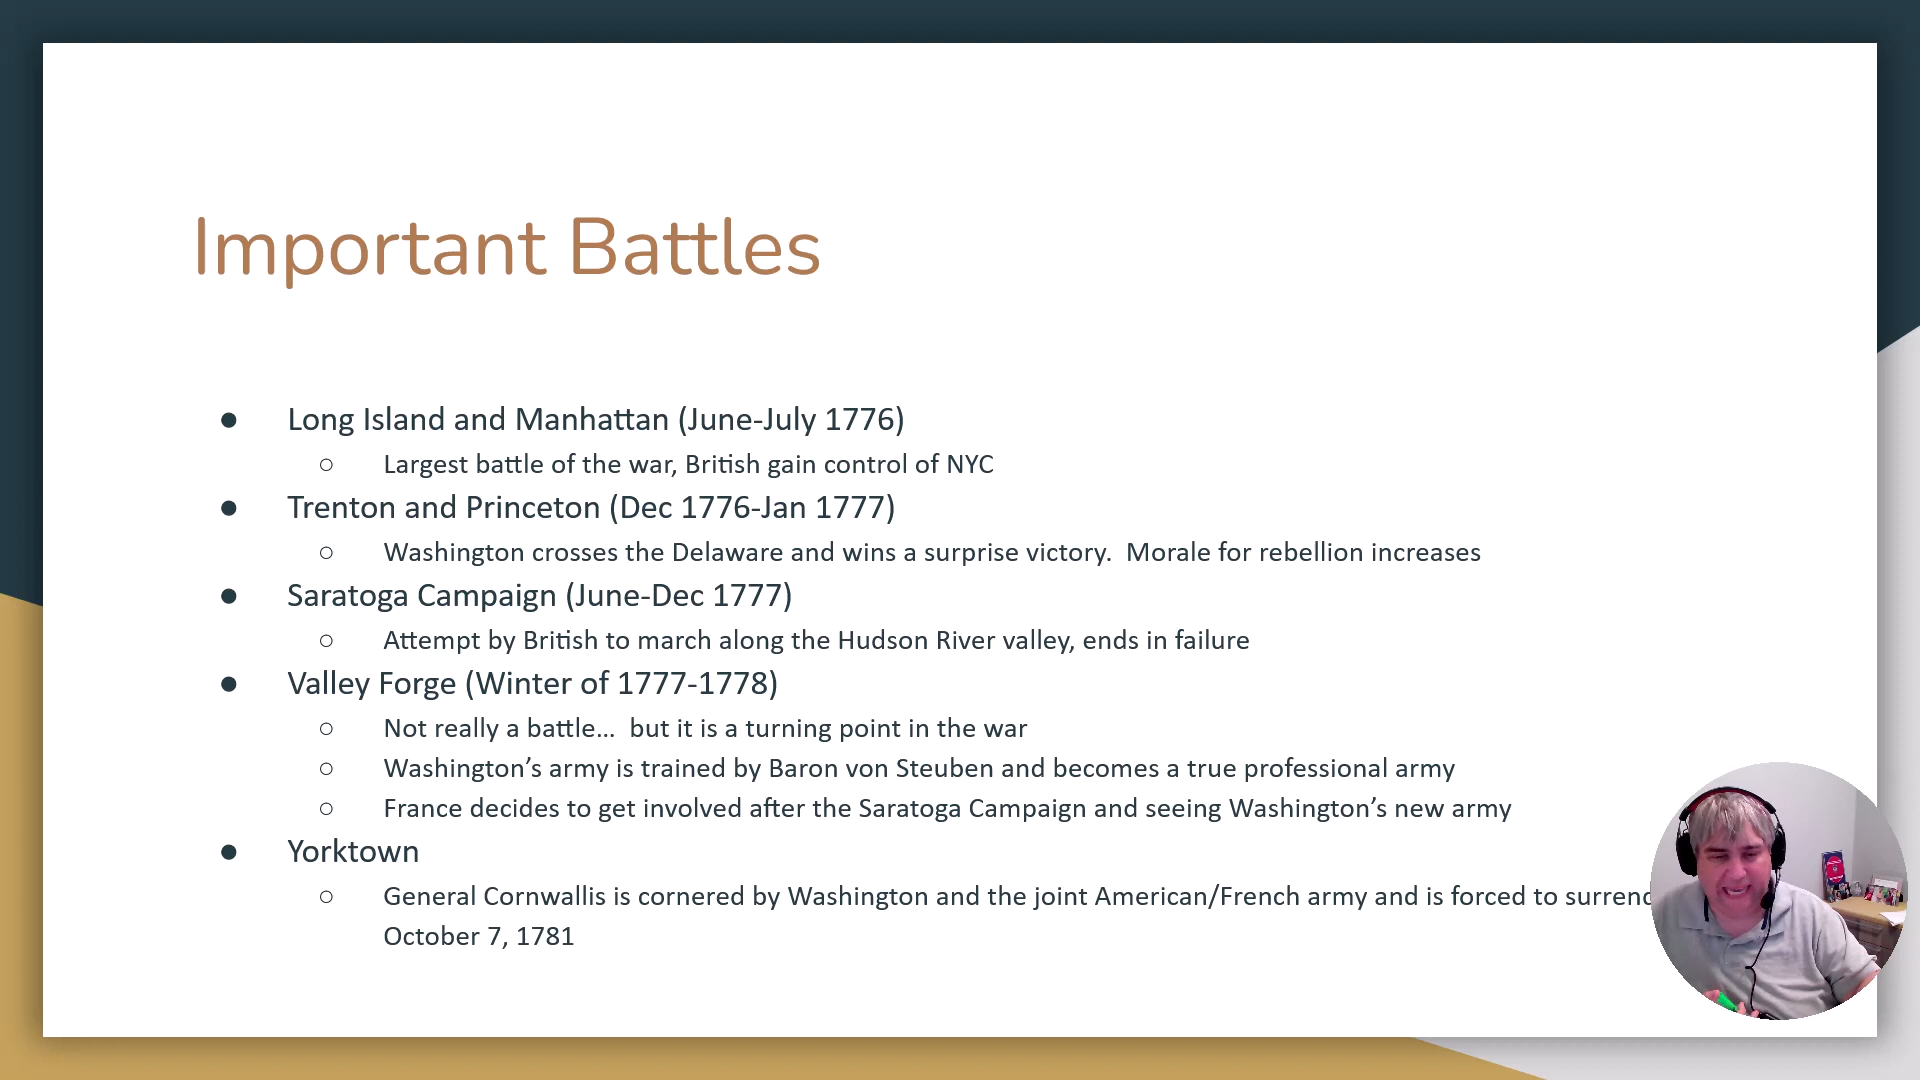 Important Battles
● Long Island and Manhattan (June-July 1776)
○ Largest battle of the war, British gain control of NYC
● Trenton and Princeton (Dec 1776-Jan 1777)
○ Washington crosses the Delaware and wins a surprise victory.  Morale for rebellion increases
● Saratoga Campaign (June-Dec 1777)
○ Attempt by British to march along the Hudson River valley, ends in failure
● Valley Forge (Winter of 1777-1778)
○ Not really a battle…  but it is a turning point in the war
○ Washington’s army is trained by Baron von Steuben and becomes a true professional army
○ France decides to get involved after the Saratoga Campaign and seeing Washington’s new army
● Yorktown
○ General Cornwallis is cornered by Washington and the joint American/French army and is forced to
October 7, 1781